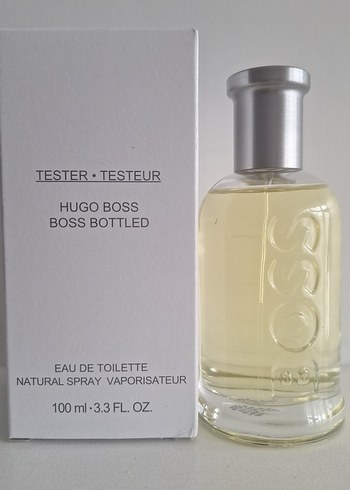 TESTER • TESTEUR
HUGO BOSS
BOSS BOTTLED
EAU DE TOILETTE
NATURAL SPRAY VAPORISATEUR
100 ml · 3.3 FL. OZ.
BOSS